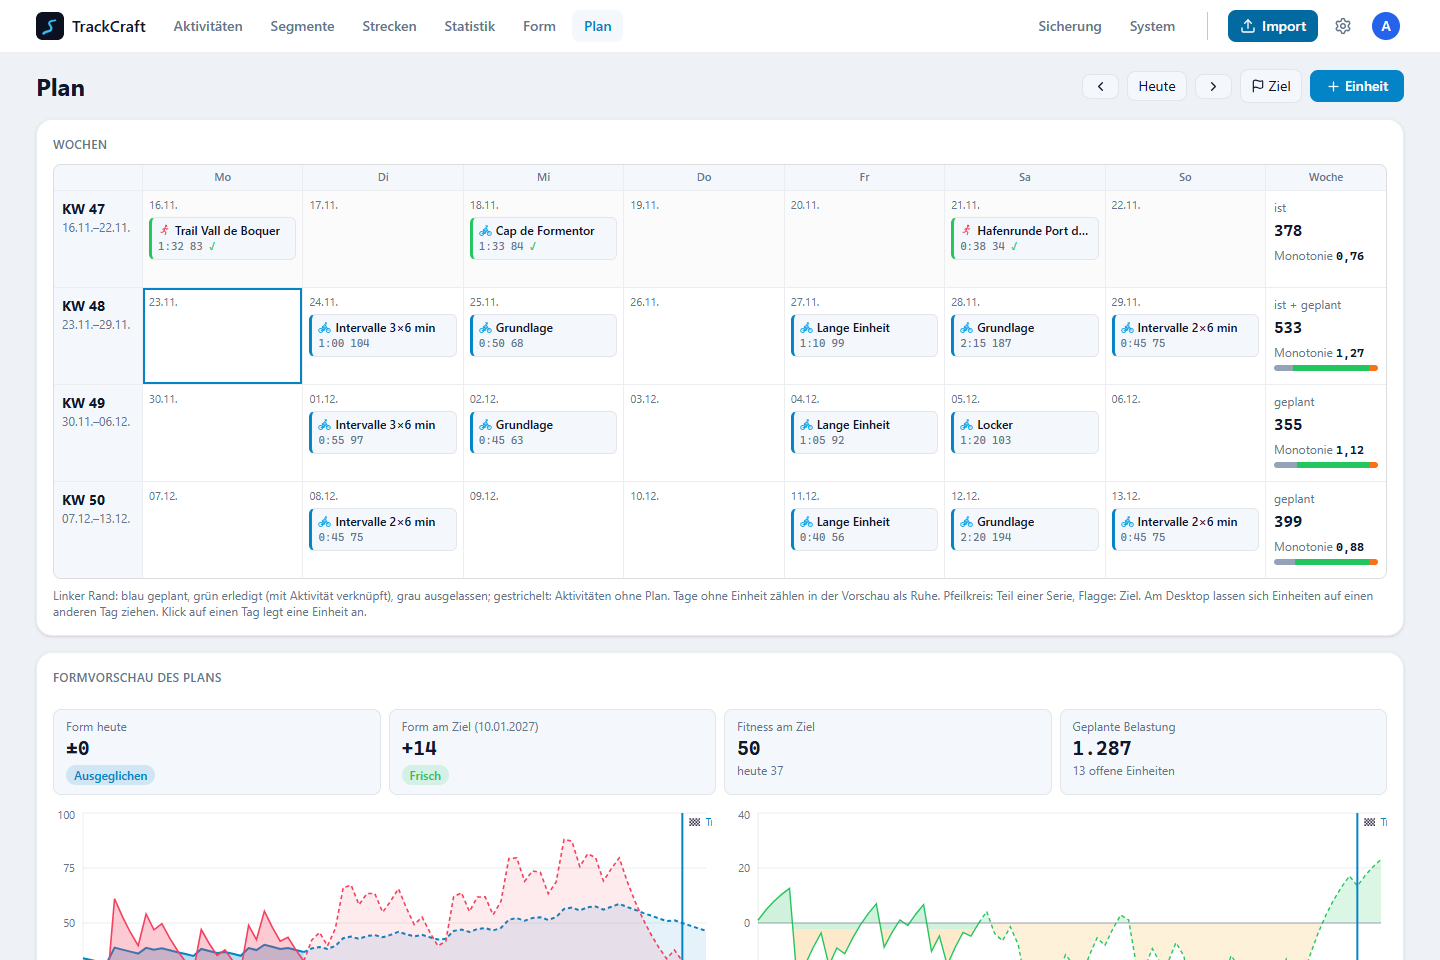 TrackCraft Aktivitäten Segmente Strecken Statistik Form Plan Sicherung System Import A
Plan
Heute Ziel Einheit
WOCHEN
Mo Di Mi Do Fr Sa So Woche
KW 47
16.11.–22.11.
16.11.
Trail Vall de Boquer
1:32 83 ✓
17.11.
18.11.
Cap de Formentor
1:33 84 ✓
19.11.
20.11.
21.11.
Hafenrunde Port d...
0:38 34 ✓
22.11.
ist
378
Monotonie 0,76
KW 48
23.11.–29.11.
23.11.
24.11.
Intervalle 3×6 min
1:00 104
25.11.
Grundlage
0:50 68
26.11.
27.11.
Lange Einheit
1:10 99
28.11.
Grundlage
2:15 187
29.11.
Intervalle 2×6 min
0:45 75
ist + geplant
533
Monotonie 1,27
KW 49
30.11.–06.12.
30.11.
01.12.
Intervalle 3×6 min
0:55 97
02.12.
Grundlage
0:45 63
03.12.
04.12.
Lange Einheit
1:05 92
05.12.
Locker
1:20 103
06.12.
geplant
355
Monotonie 1,12
KW 50
07.12.–13.12.
07.12.
08.12.
Intervalle 2×6 min
0:45 75
09.12.
10.12.
11.12.
Lange Einheit
0:40 56
12.12.
Grundlage
2:20 194
13.12.
Intervalle 2×6 min
0:45 75
geplant
399
Monotonie 0,88
Linker Rand: blau geplant, grün erledigt (mit Aktivität verknüpft), grau ausgelassen; gestrichelt: Aktivitäten ohne Plan. Tage ohne Einheit zählen in der Vorschau als Ruhe. Pfeilkreis: Teil einer Serie, Flagge: Ziel. Am Desktop lassen sich Einheiten auf einen
anderen Tag ziehen. Klick auf einen Tag legt eine Einheit an.
FORMVORSCHAU DES PLANS
Form heute
±0
Ausgeglichen
Form am Ziel (10.01.2027)
+14
Frisch
Fitness am Ziel
50
heute 37
Geplante Belastung
1.287
13 offene Einheiten
100
75
50
40
20
0